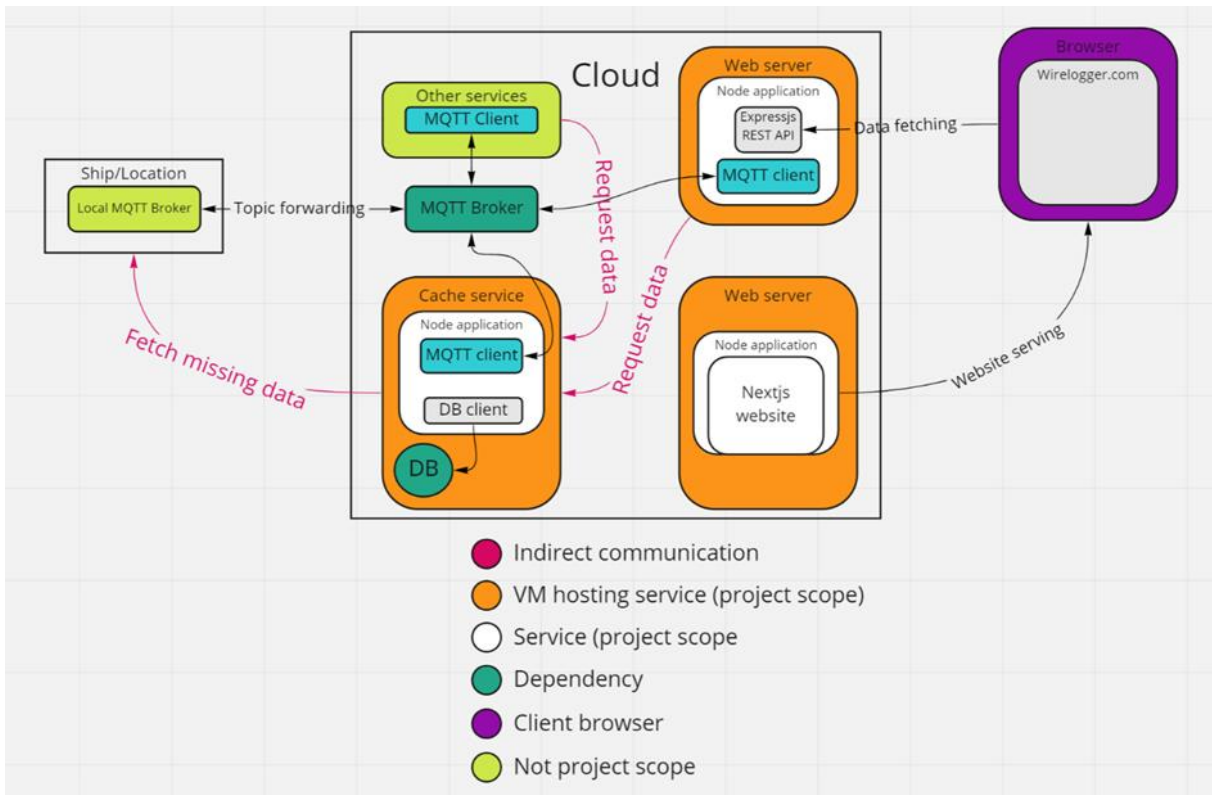 Cloud
Ship/Location
Local MQTT Broker
Topic forwarding
Fetch missing data
Other services
MQTT Client
MQTT Broker
Request data
Cache service
Node application
MQTT client
DB client
DB
Web server
Node application
Expressjs
REST API
MQTT client
Request data
Data fetching
Web server
Node application
Nextjs
website
Website serving
Browser
Wirelogger.com
Indirect communication
VM hosting service (project scope)
Service (project scope
Dependency
Client browser
Not project scope